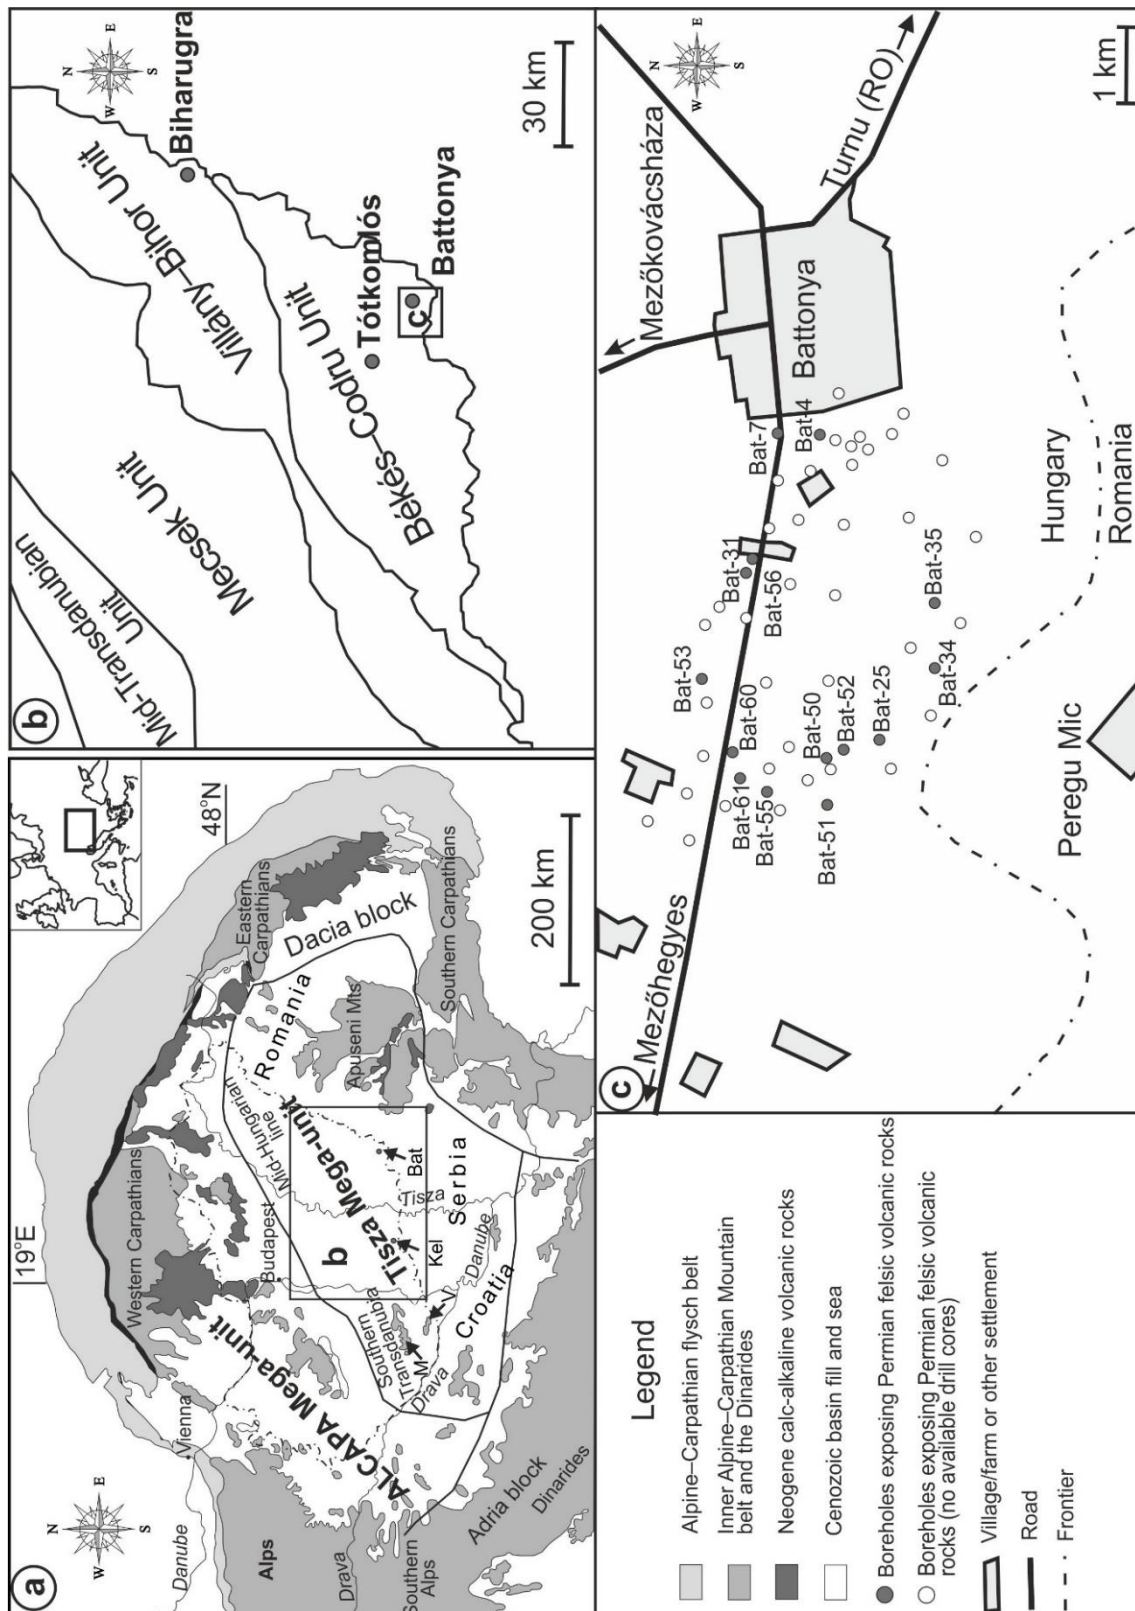 a
N
E
S
W
19°E
48°N
Danube
Vienna
Western Carpathians
Alps
ALCAPA Mega-unit
Budapest
Mid-Hungarian
line
Eastern
Carpathians
Romania
Dacia block
Apuseni Mts
Tisza Mega-unit
b
Drava
Southern
Alps
Southern
Transdanubia
M
Drava
Kel
Bat
Tisza
Danube
Serbia
Croatia
Southern Carpathians
Adria block
Dinarides
200 km
b
N
E
S
W
Mid-Transdanubian
Unit
Mecsek Unit
Villány–Bihor Unit
Békés–Codru Unit
Biharugra
Tótkomlós
c
Battonya
30 km
Legend
Alpine–Carpathian flysch belt
Inner Alpine–Carpathian Mountain
belt and the Dinarides
Neogene calc-alkaline volcanic rocks
Cenozoic basin fill and sea
Boreholes exposing Permian felsic volcanic rocks
Boreholes exposing Permian felsic volcanic
rocks (no available drill cores)
Village/farm or other settlement
Road
Frontier
c
N
E
S
W
Mezőhegyes
Mezőkovácsháza
Bat-53
Bat-60
Bat-61
Bat-55
Bat-51
Bat-50
Bat-52
Bat-25
Bat-31
Bat-56
Bat-7
Bat-4
Battonya
Turnu (RO)
Bat-34
Bat-35
Hungary
Romania
Peregu Mic
1 km